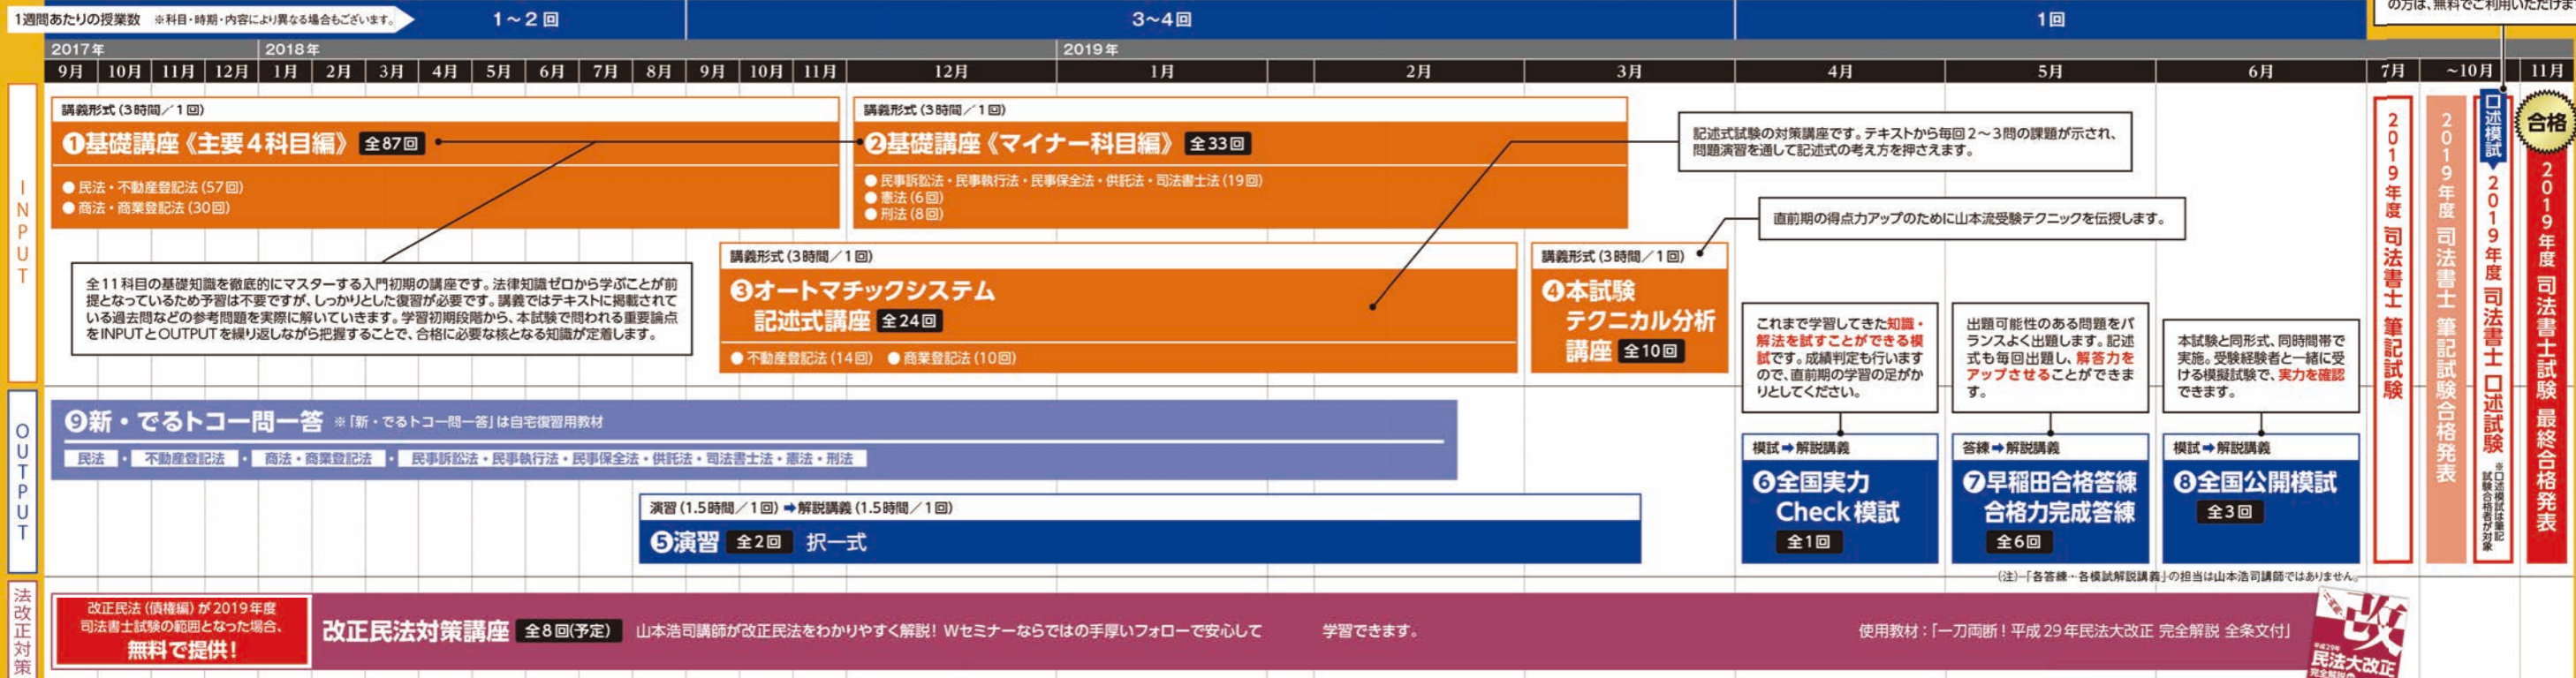 1週間あたりの授業数 ※科目・時期・内容により異なる場合もございます。
1～2回
3～4回
1回
の方は、無料でご利用いただけま
2017年
2018年
2019年
9月 10月 11月 12月 1月 2月 3月 4月 5月 6月 7月 8月 9月 10月 11月 12月 1月 2月 3月 4月 5月 6月 7月 ～10月 11月
INPUT
講義形式(3時間／1回)
❶基礎講座《主要4科目編》 全87回
●民法・不動産登記法(57回)
●商法・商業登記法(30回)
講義形式(3時間／1回)
❷基礎講座《マイナー科目編》 全33回
●民事訴訟法・民事執行法・民事保全法・供託法・司法書士法(19回)
●憲法(6回)
●刑法(8回)
記述式試験の対策講座です。テキストから毎回2～3問の課題が示され、
問題演習を通して記述式の考え方を押さえます。
直前期の得点力アップのために山本流受験テクニックを伝授します。
全11科目の基礎知識を徹底的にマスターする入門初期の講座です。法律知識ゼロから学ぶことが前
提となっているため予習は不要ですが、しっかりとした復習が必要です。講義ではテキストに掲載されて
いる過去問などの参考問題を実際に解いていきます。学習初期段階から、本試験で問われる重要論点
をINPUTとOUTPUTを繰り返しながら把握することで、合格に必要な核となる知識が定着します。
講義形式(3時間／1回)
❸オートマチックシステム
記述式講座 全24回
●不動産登記法(14回) ●商業登記法(10回)
講義形式(3時間／1回)
❹本試験
テクニカル分析
講座 全10回
これまで学習してきた知識・
解法を試すことができる模
試です。成績判定も行います
ので、直前期の学習の足がか
りとしてください。
出題可能性のある問題をバ
ランスよく出題します。記述
式も毎回出題し、解答力を
アップさせることができま
す。
本試験と同形式、同時間帯で
実施。受験経験者と一緒に受
ける模擬試験で、実力を確認
できます。
OUTPUT
❾新・でるトコ一問一答 ※「新・でるトコ一問一答」は自宅復習用教材
民法 ・ 不動産登記法 ・ 商法・商業登記法 ・ 民事訴訟法・民事執行法・民事保全法・供託法・司法書士法・憲法・刑法
演習(1.5時間／1回)➡解説講義(1.5時間／1回)
❺演習 全2回 択一式
模試➡解説講義
❻全国実力
Check模試
全1回
答練➡解説講義
❼早稲田合格答練
合格力完成答練
全6回
模試➡解説講義
❽全国公開模試
全3回
2019年度 司法書士 筆記試験
2019年度 司法書士 筆記試験合格発表
口述模試
2019年度 司法書士 口述試験
※口述模試は筆記
試験合格者が対象
合格
2019年度 司法書士試験 最終合格発表
(注)「各答練・各模試解説講義」の担当は山本浩司講師ではありません。
法改正対策
改正民法(債権編)が2019年度
司法書士試験の範囲となった場合、
無料で提供！
改正民法対策講座 全8回(予定) 山本浩司講師が改正民法をわかりやすく解説！Wセミナーならではの手厚いフォローで安心して 学習できます。
使用教材：「一刀両断！平成29年民法大改正 完全解説 全条文付」
改
平成29年
民法大改正